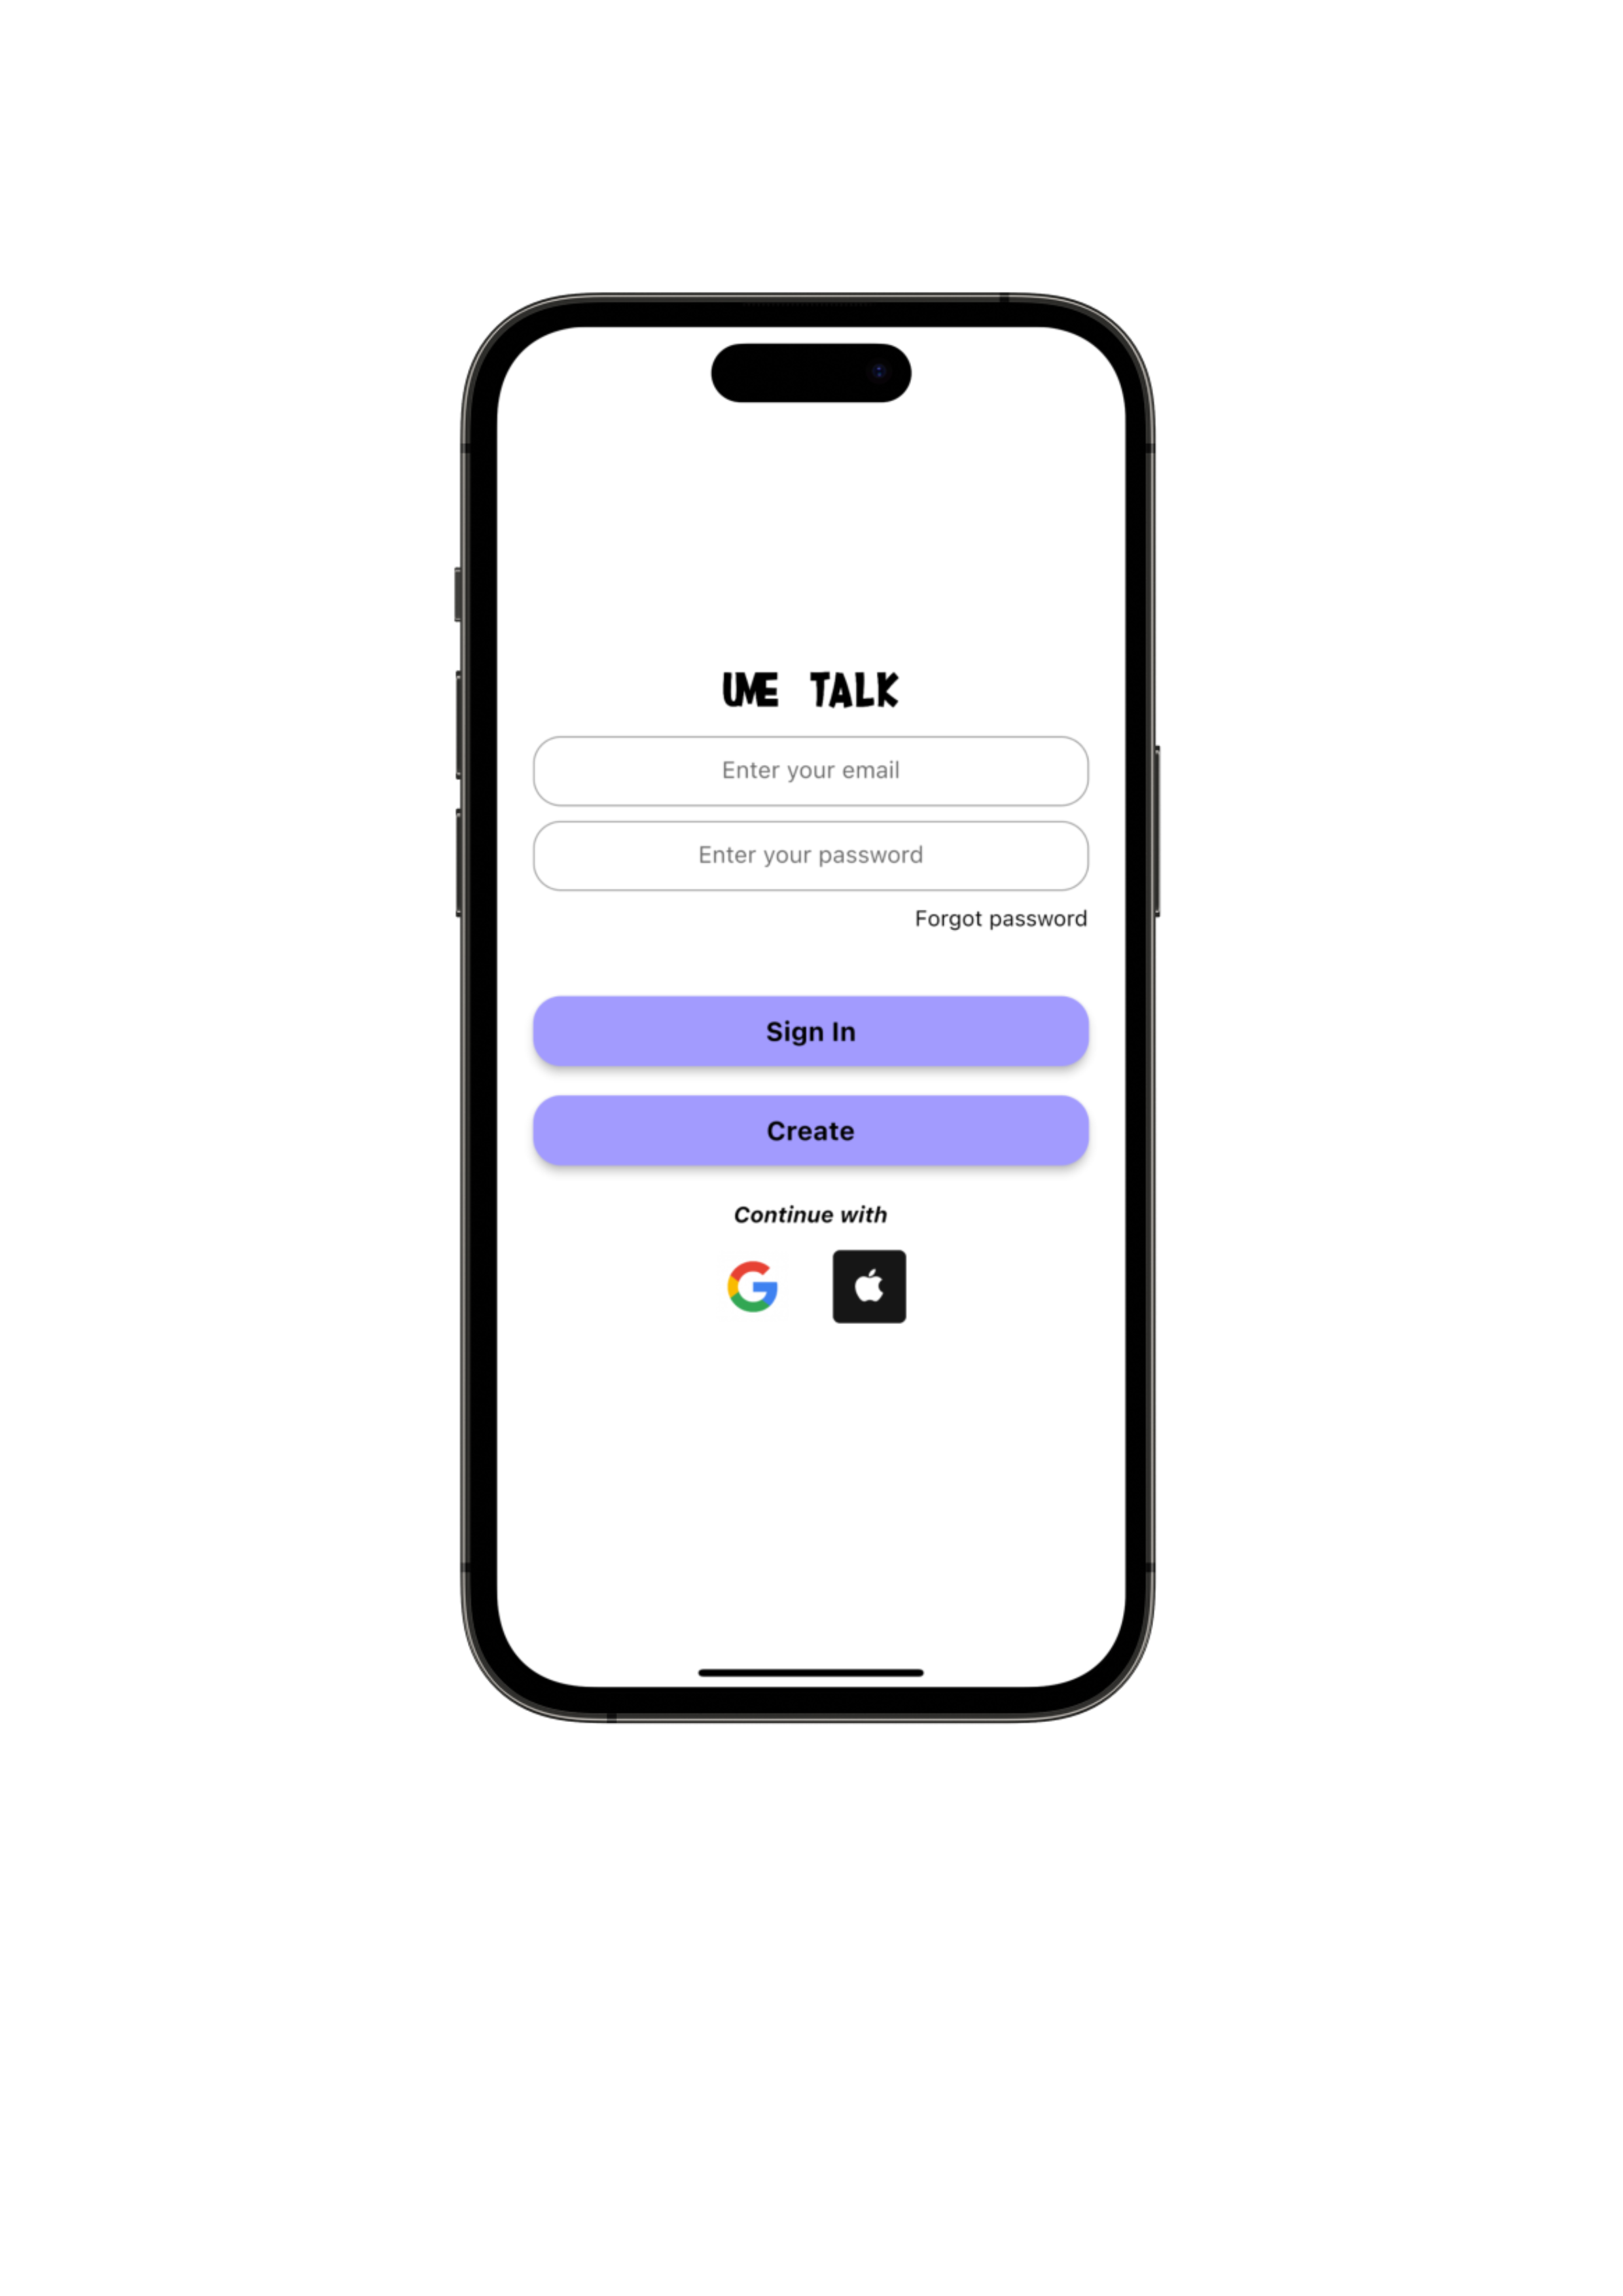 UME TALK
Enter your email
Enter your password
Forgot password
Sign In
Create
Continue with